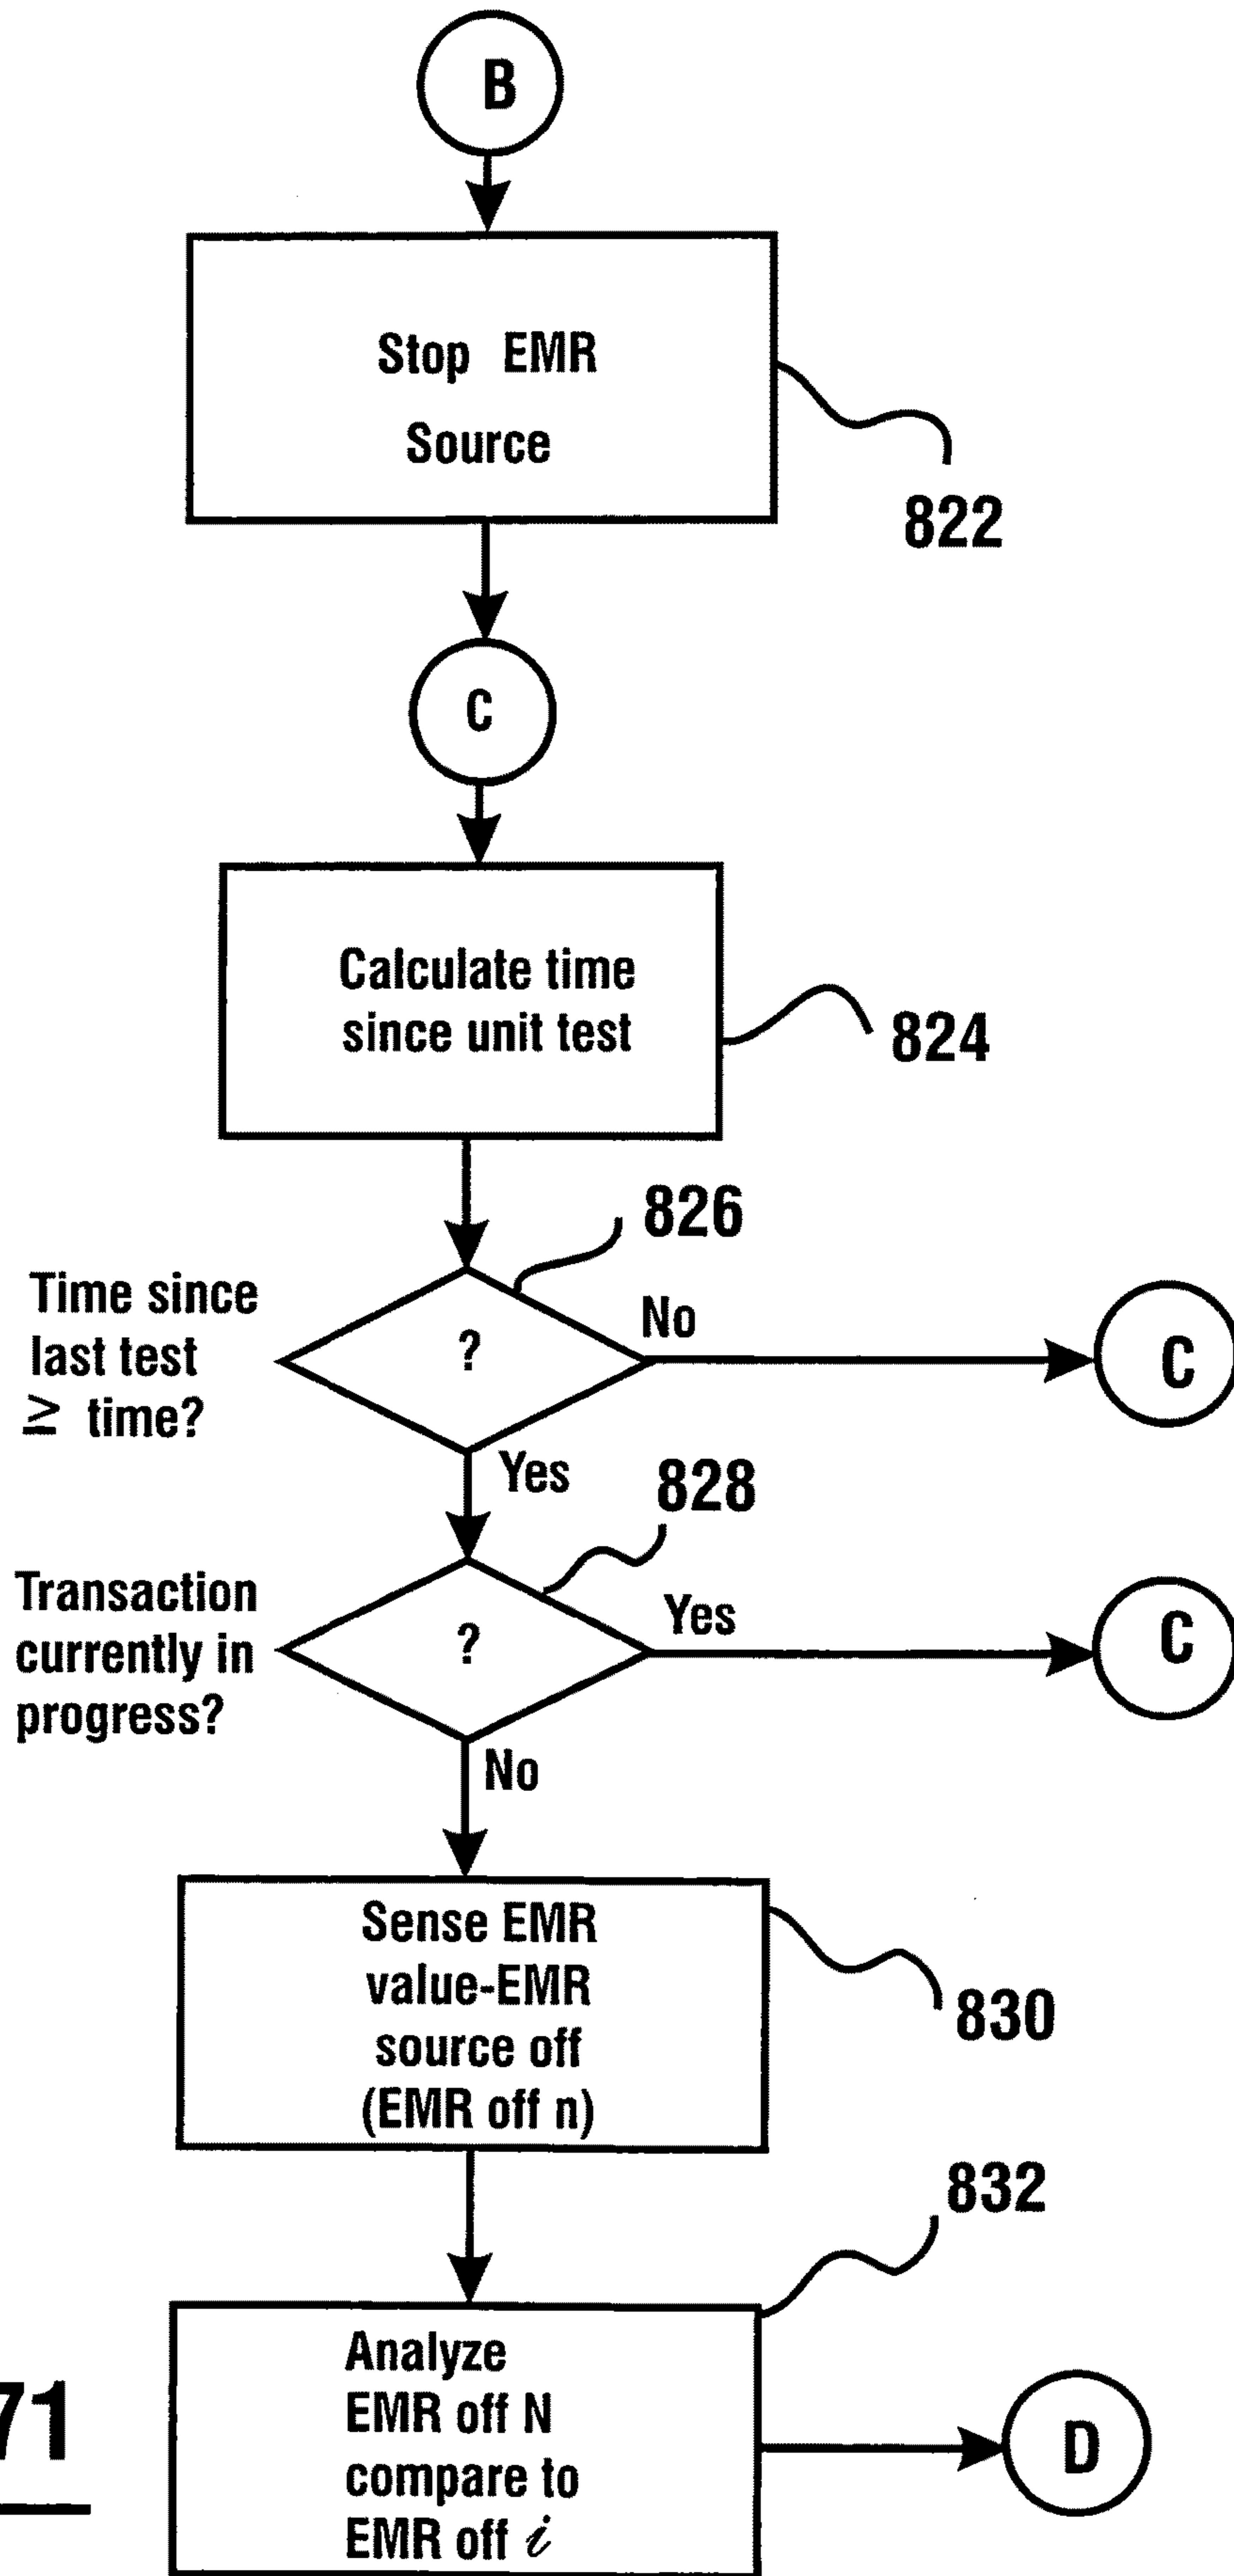 B
Stop EMR
Source
822
C
Calculate time
since unit test
824
826
Time since
last test
≥ time?
?
No
C
Yes
828
Transaction
currently in
progress?
?
Yes
C
No
Sense EMR
value-EMR
source off
(EMR off n)
830
832
Analyze
EMR off N
compare to
EMR off i
D
71